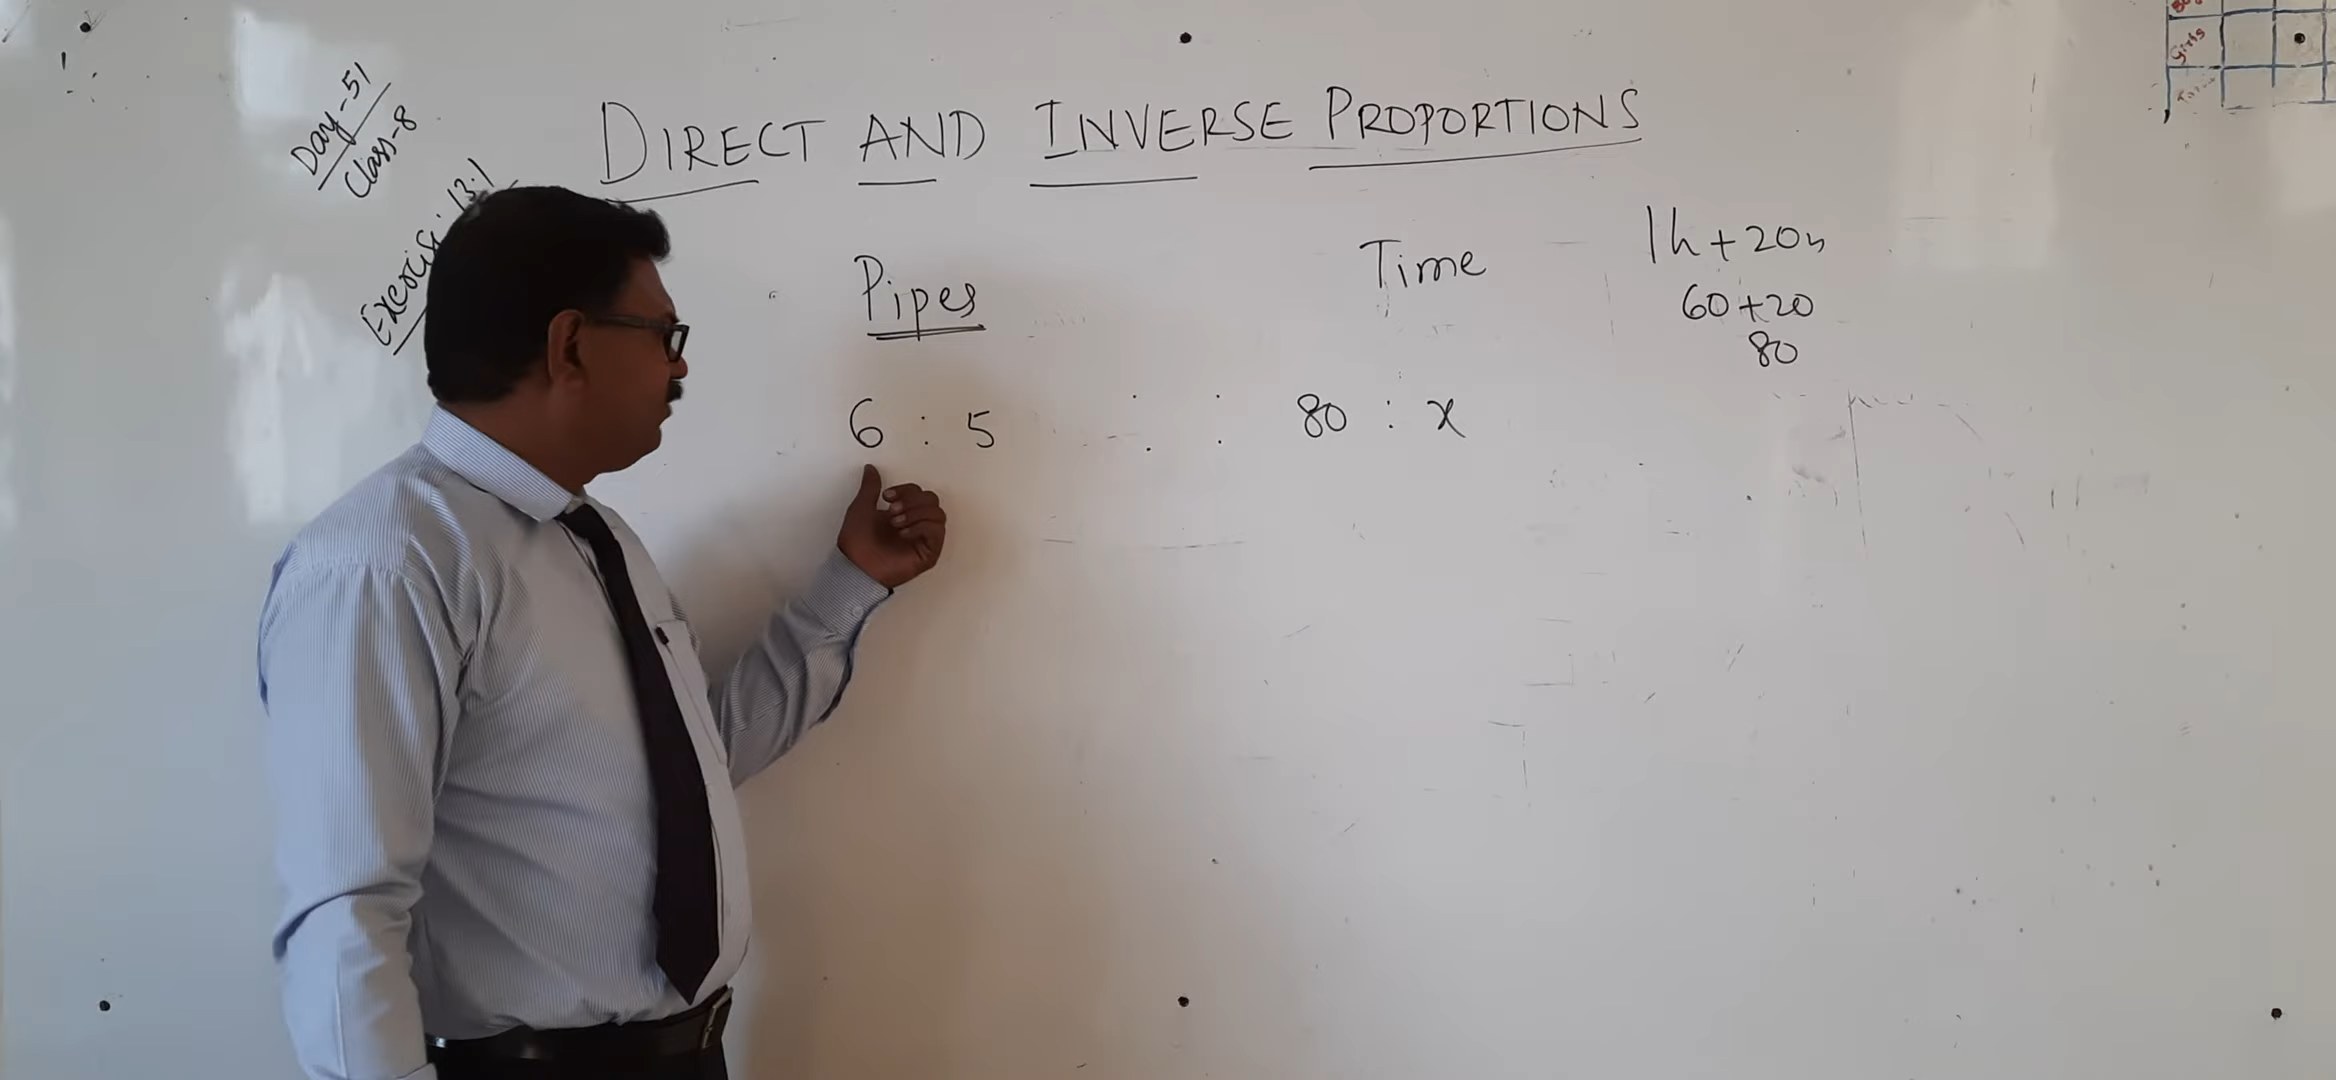 Day-51
Class-8
DIRECT AND INVERSE PROPORTIONS
13.1
Pipes
Time
1h + 20m
60 + 20
80
6 : 5 : : 80 : x
Girls